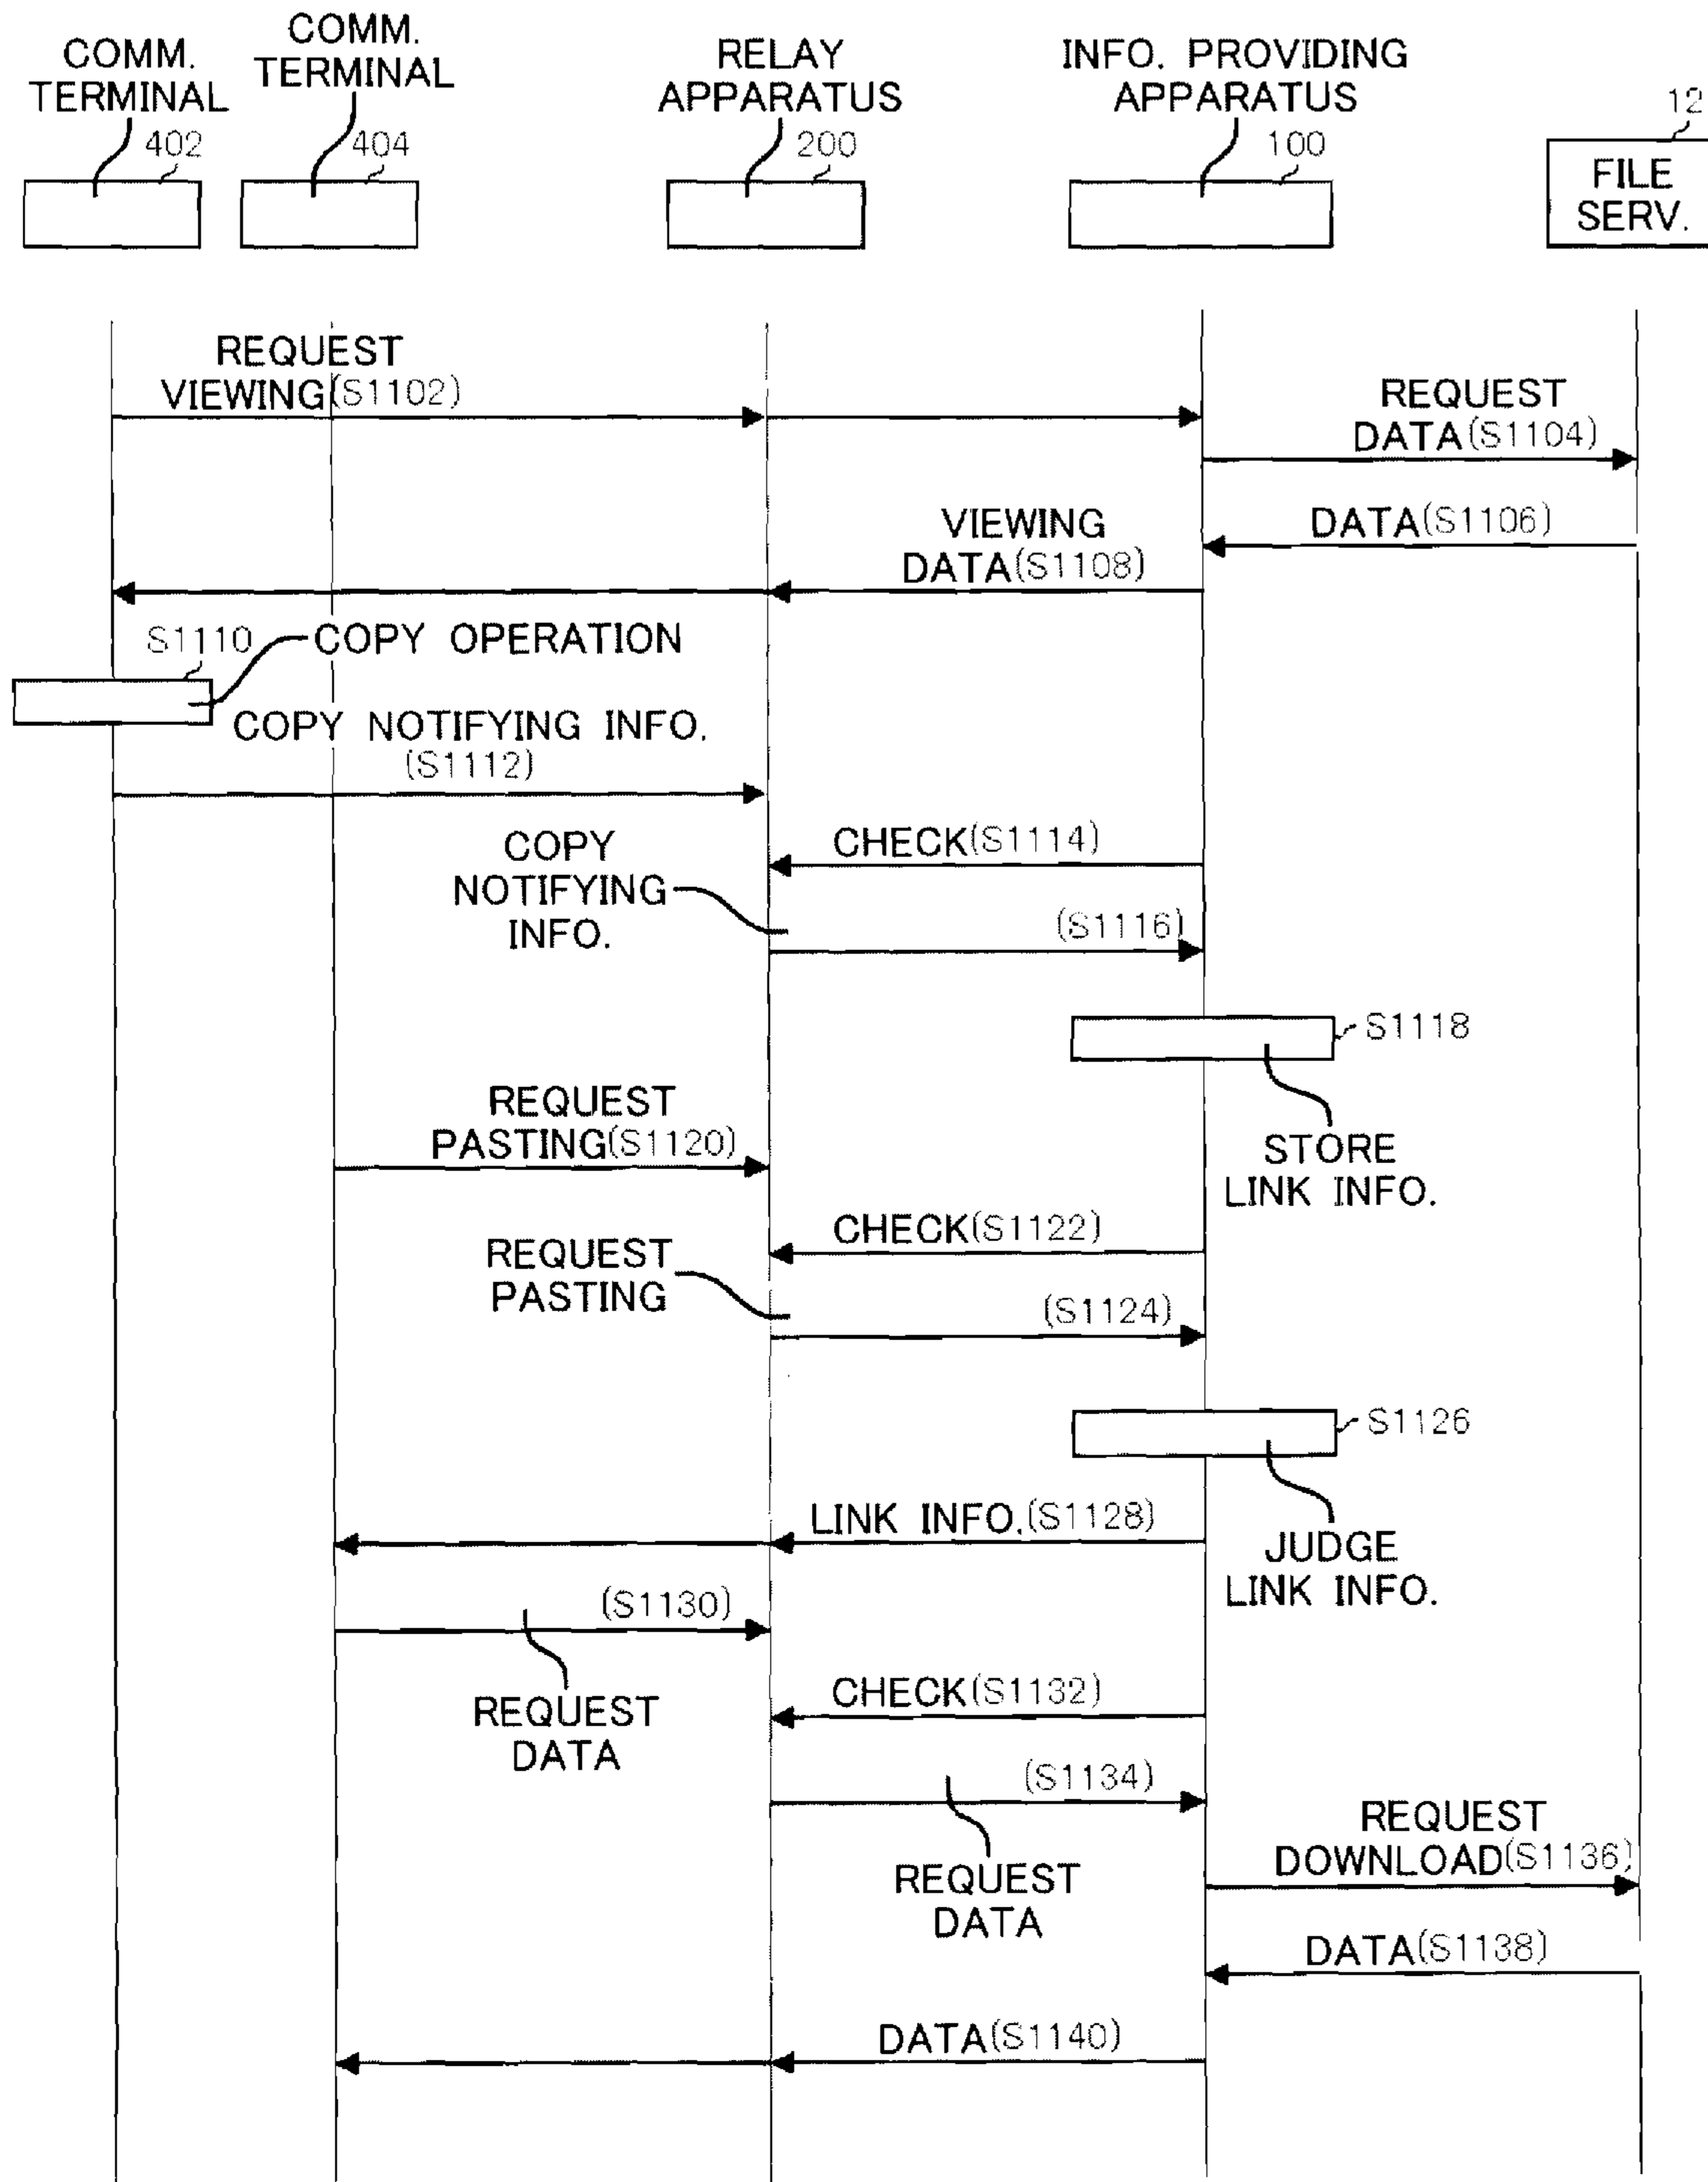 COMM.
TERMINAL
402
COMM.
TERMINAL
404
RELAY
APPARATUS
200
INFO. PROVIDING
APPARATUS
100
12
FILE
SERV.
REQUEST
VIEWING(S1102)
REQUEST
DATA(S1104)
DATA(S1106)
VIEWING
DATA(S1108)
S1110
COPY OPERATION
COPY NOTIFYING INFO.
(S1112)
CHECK(S1114)
COPY
NOTIFYING
INFO.
(S1116)
S1118
STORE
LINK INFO.
REQUEST
PASTING(S1120)
CHECK(S1122)
REQUEST
PASTING
(S1124)
S1126
JUDGE
LINK INFO.
LINK INFO.(S1128)
(S1130)
REQUEST
DATA
CHECK(S1132)
(S1134)
REQUEST
DATA
REQUEST
DOWNLOAD(S1136)
DATA(S1138)
DATA(S1140)